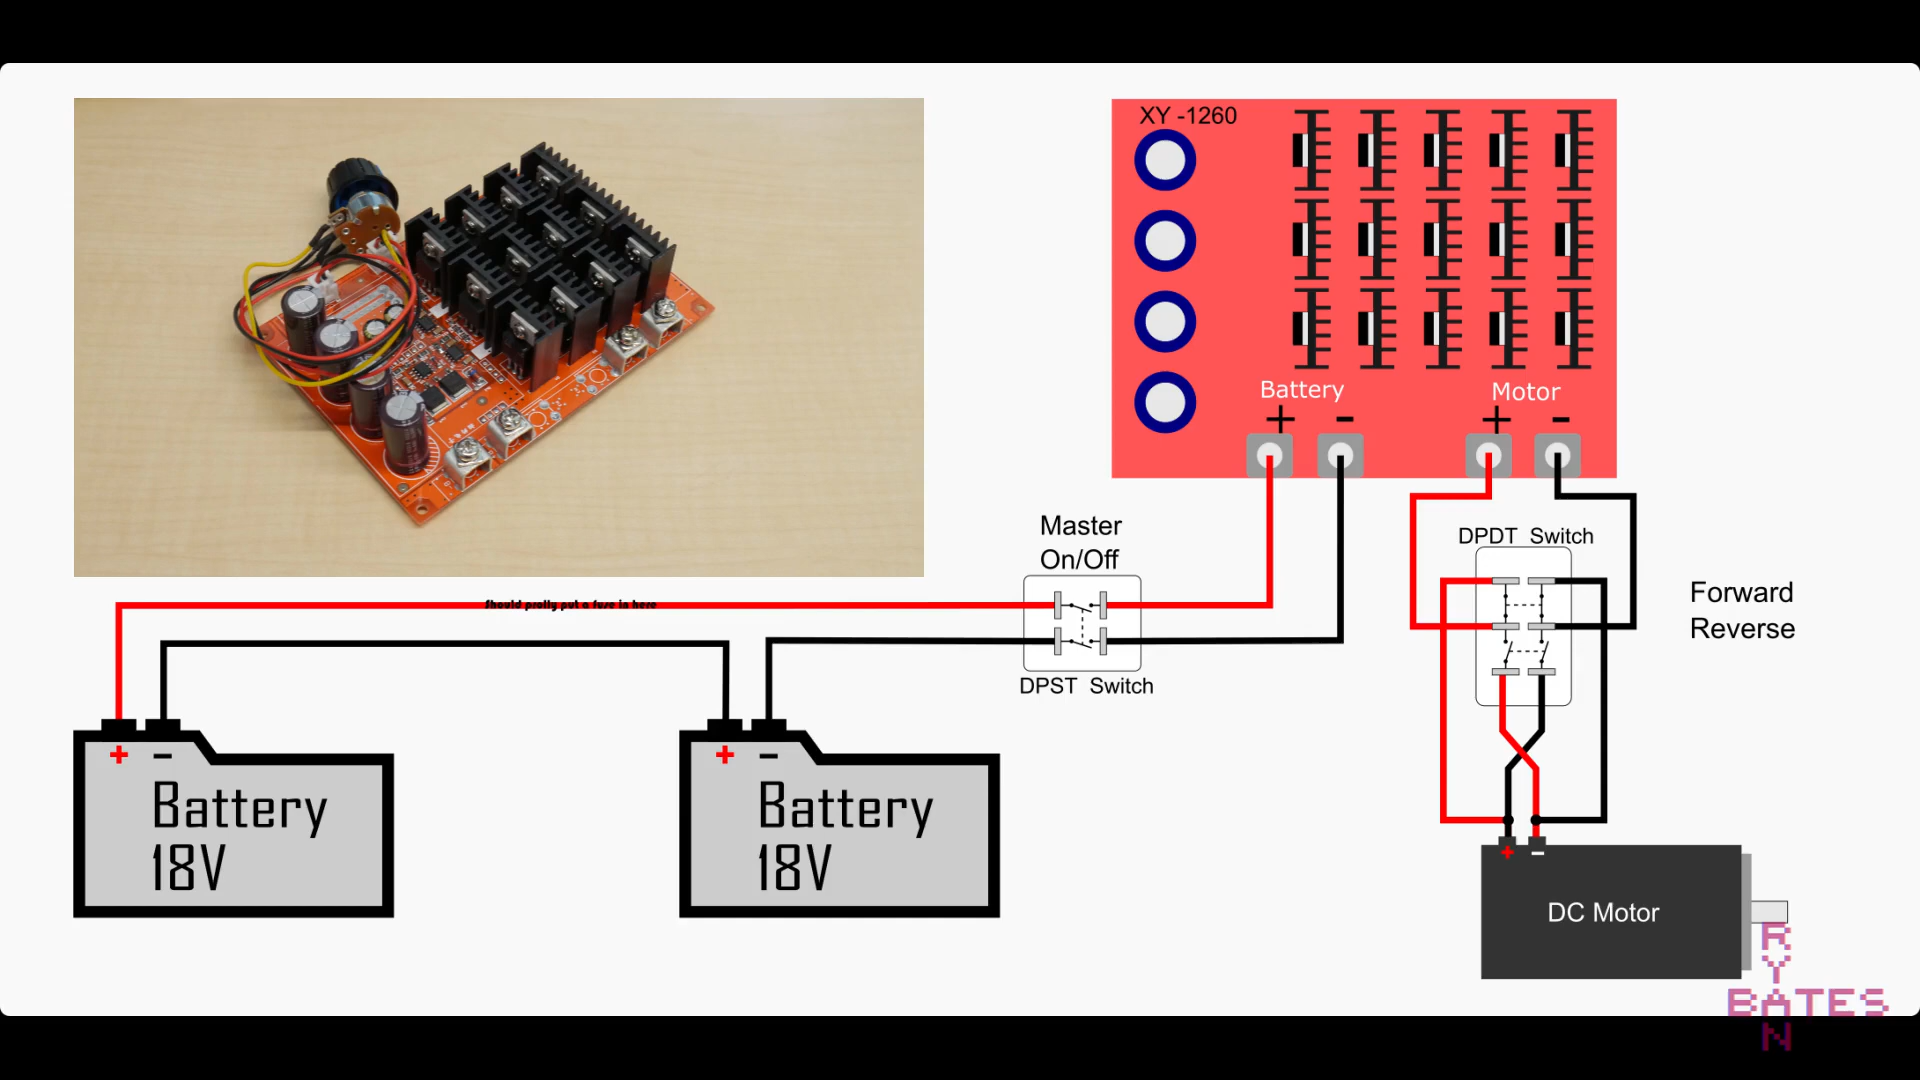 XY -1260
Battery
Motor
+
-
+
-
Master
On/Off
DPDT Switch
Forward
Reverse
Should prolly put a fuse in here
DPST Switch
+
-
Battery
18V
+
-
Battery
18V
+
-
DC Motor
RYAN
BATES